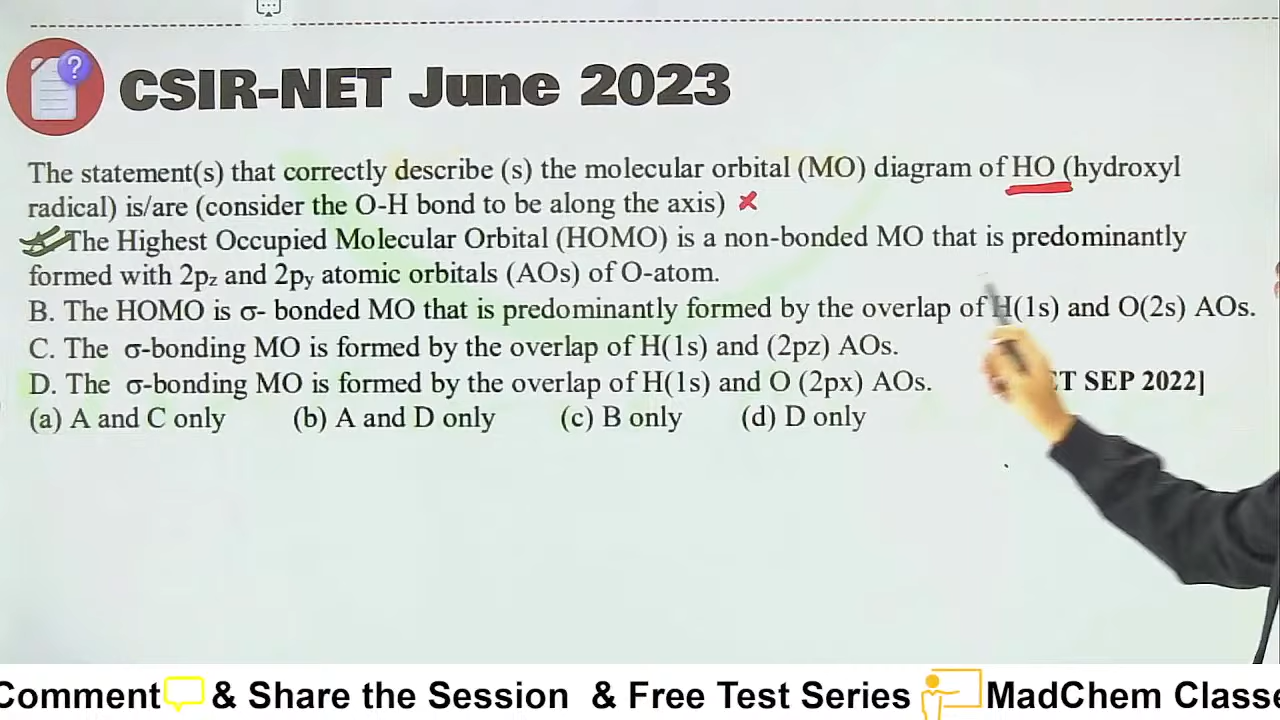 CSIR-NET June 2023
The statement(s) that correctly describe (s) the molecular orbital (MO) diagram of HO (hydroxyl
radical) is/are (consider the O-H bond to be along the axis) ×
A. The Highest Occupied Molecular Orbital (HOMO) is a non-bonded MO that is predominantly
formed with 2pz and 2py atomic orbitals (AOs) of O-atom.
B. The HOMO is σ- bonded MO that is predominantly formed by the overlap of H(1s) and O(2s) AOs.
C. The σ-bonding MO is formed by the overlap of H(1s) and (2pz) AOs.
D. The σ-bonding MO is formed by the overlap of H(1s) and O (2px) AOs. T SEP 2022]
(a) A and C only (b) A and D only (c) B only (d) D only
Comment & Share the Session & Free Test Series MadChem Classe